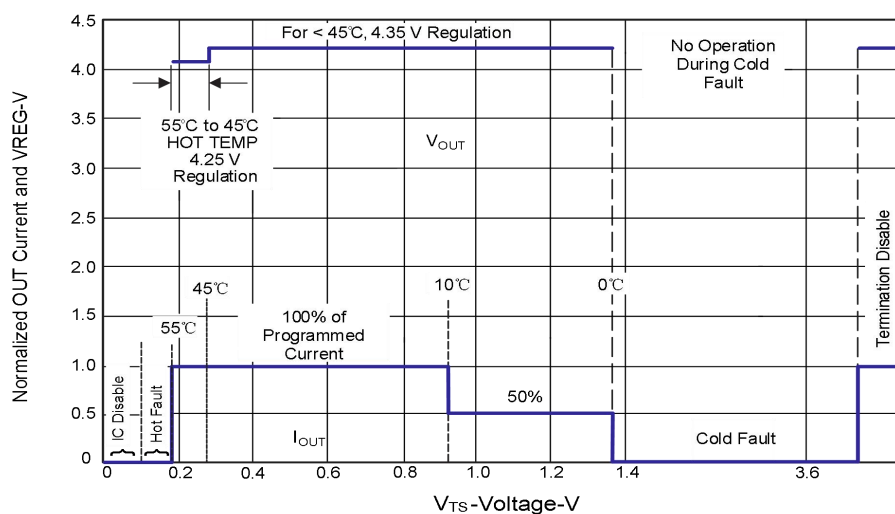 Normalized OUT Current and VREG-V
4.5
4.0
3.5
3.0
4.0
2.5
2.0
1.5
1.0
0.5
0
For < 45℃, 4.35 V Regulation
No Operation
During Cold
Fault
55℃ to 45℃
HOT TEMP
4.25 V
Regulation
VOUT
45℃
55℃
10℃
0℃
100% of
Programmed
Current
50%
IC Disable
Hot Fault
IOUT
Cold Fault
Termination Disable
0
0.2
0.4
0.6
0.8
1.0
1.2
1.4
3.6
VTS-Voltage-V